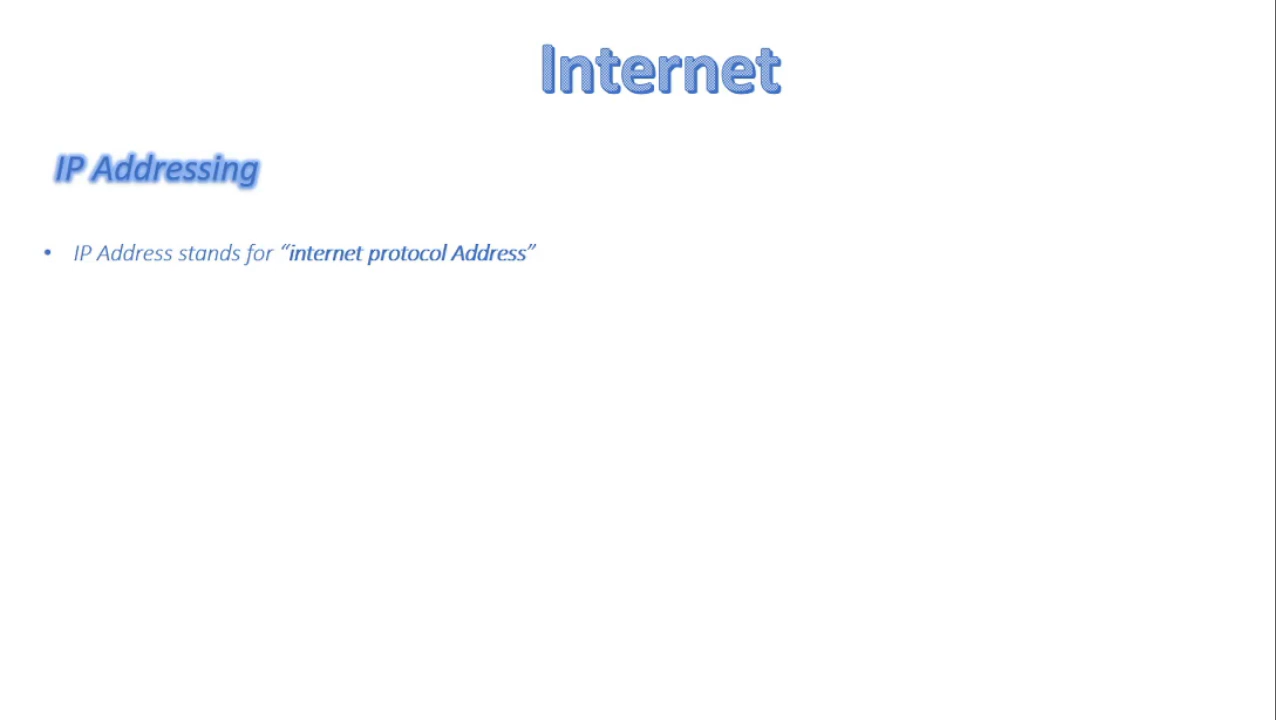 Internet
IP Addressing
• IP Address stands for “internet protocol Address”